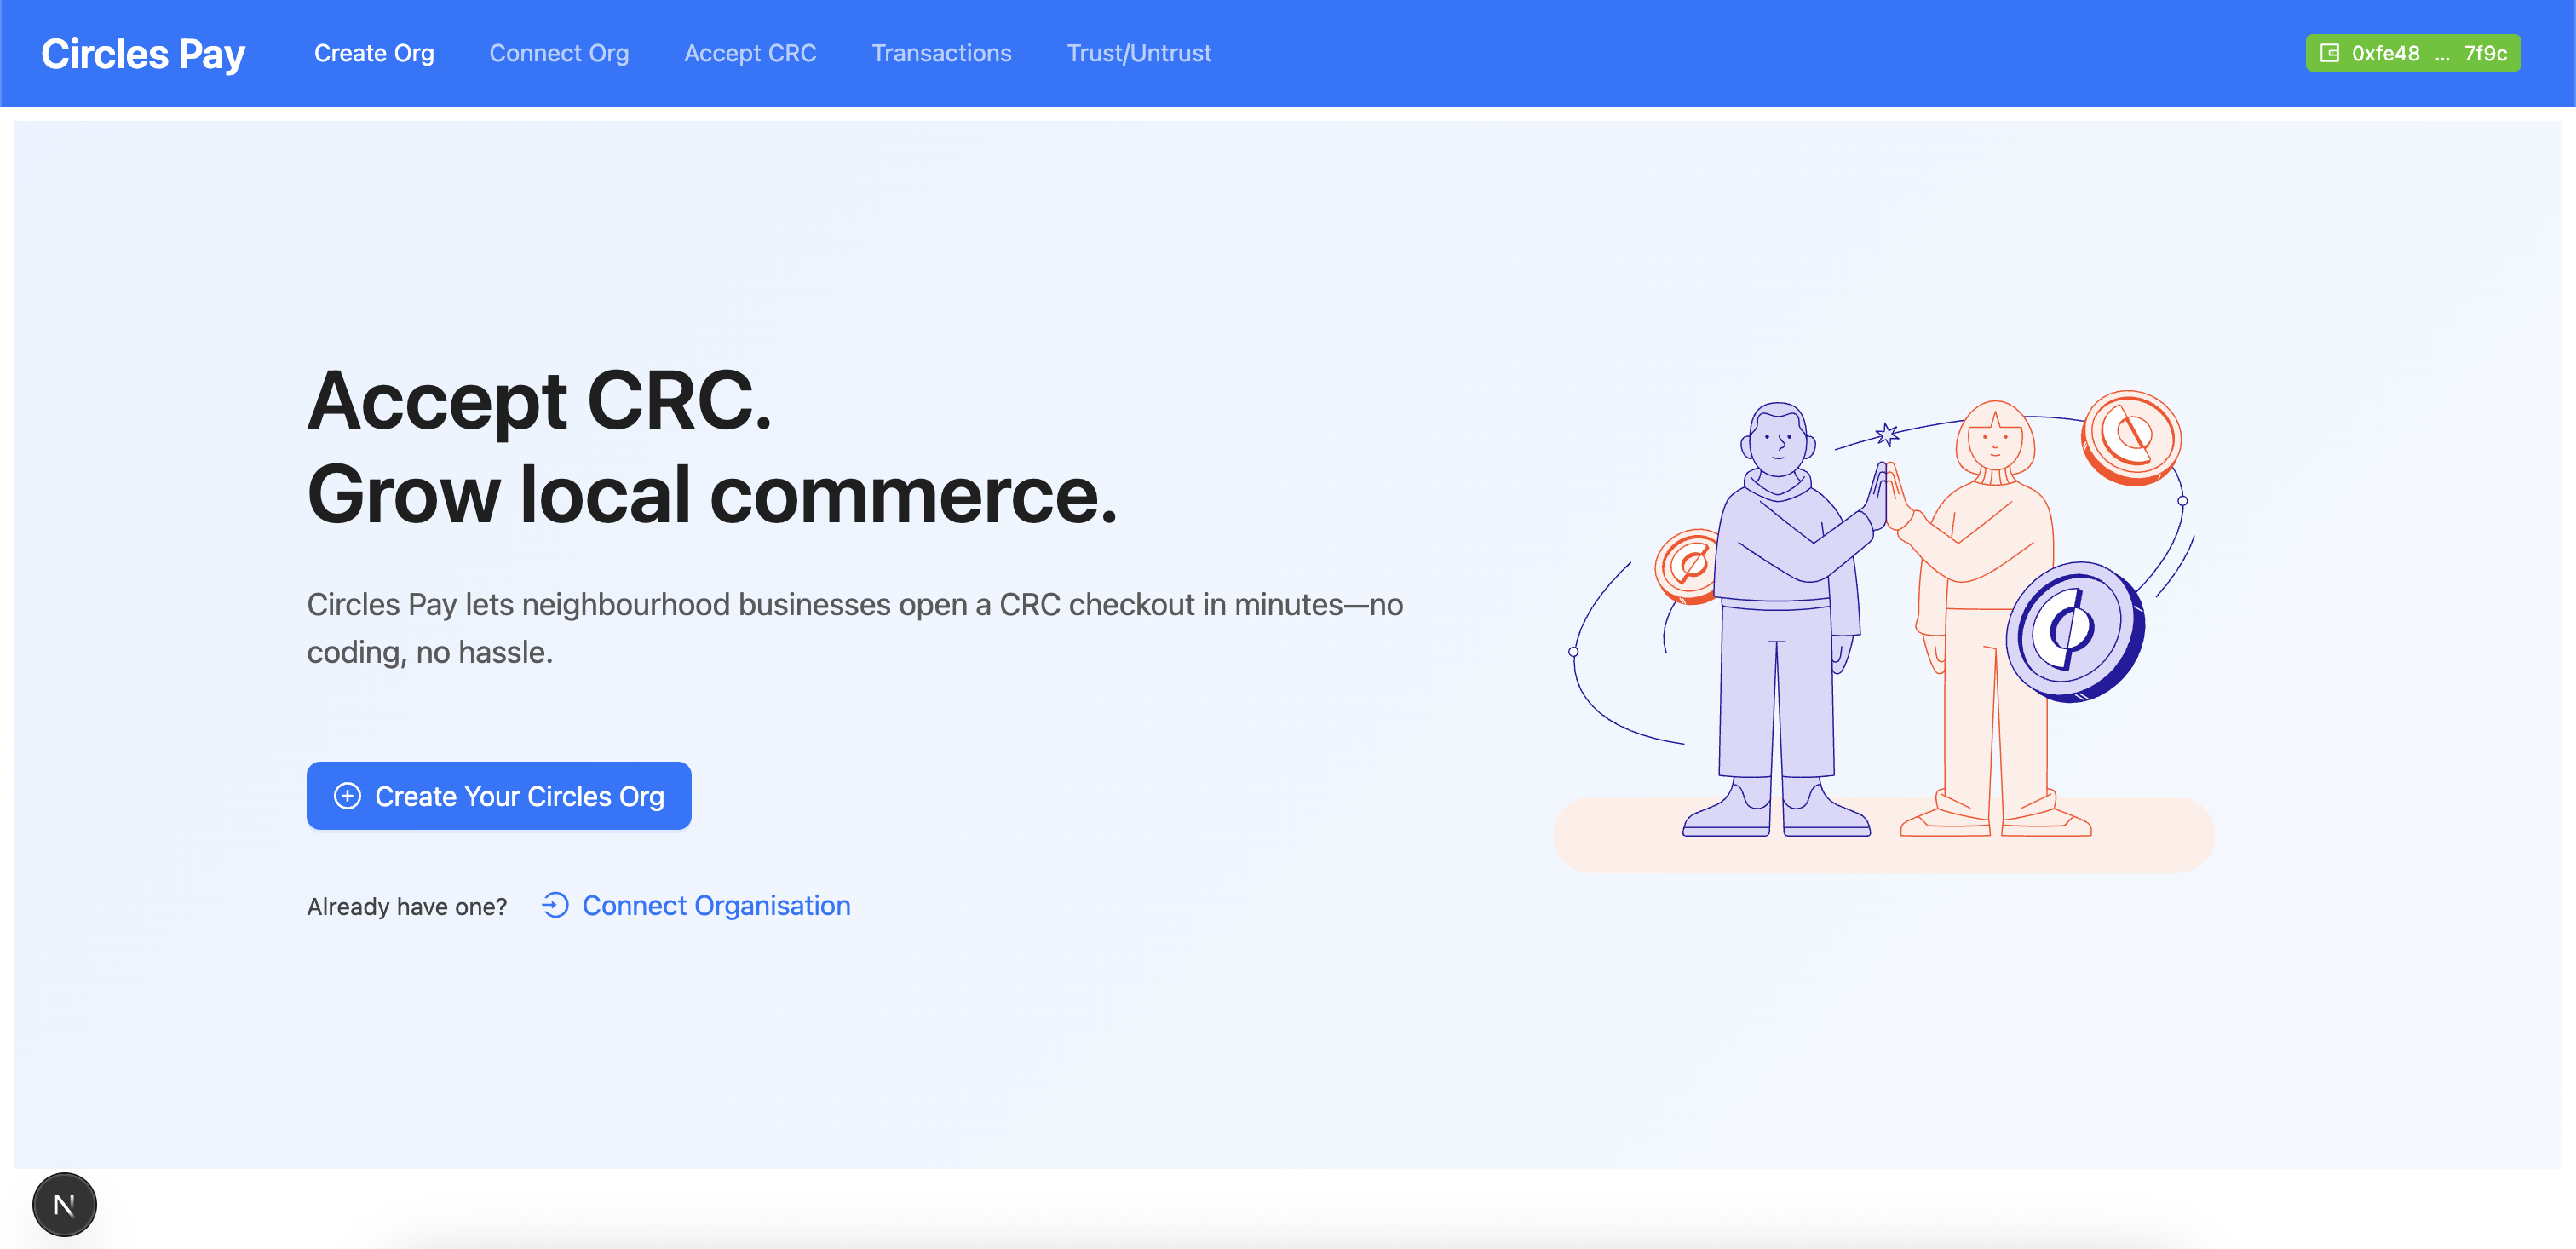 Circles Pay
Create Org
Connect Org
Accept CRC
Transactions
Trust/Untrust
0xfe48 ... 7f9c
Accept CRC.
Grow local commerce.
Circles Pay lets neighbourhood businesses open a CRC checkout in minutes—no
coding, no hassle.
Create Your Circles Org
Already have one?
Connect Organisation
N